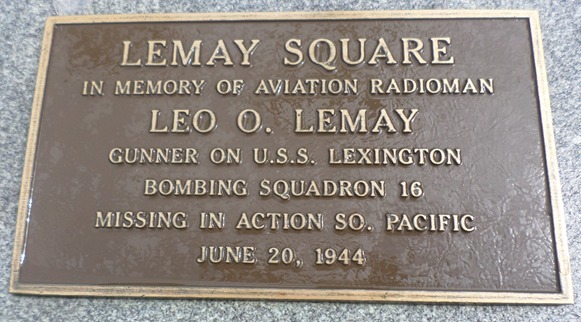 LEMAY SQUARE
IN MEMORY OF AVIATION RADIOMAN
LEO O. LEMAY
GUNNER ON U.S.S. LEXINGTON
BOMBING SQUADRON 16
MISSING IN ACTION SO. PACIFIC
JUNE 20, 1944